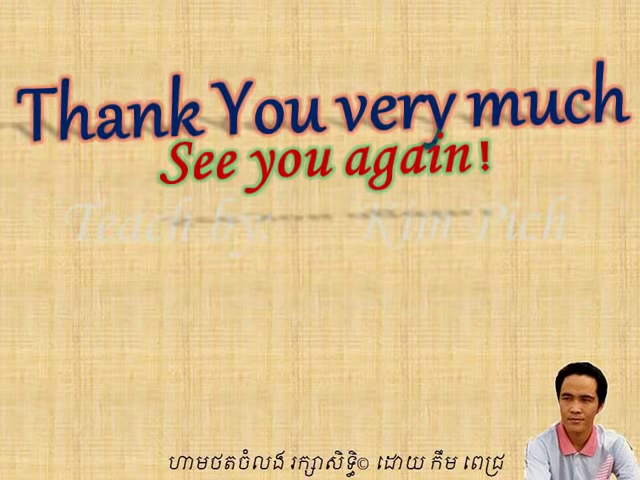 Thank You very much
See you again!
Teach by: Kim Pich
ហាមថតចំលង រក្សាសិទ្ធិ© ដោយ កឹម ពេជ្រ